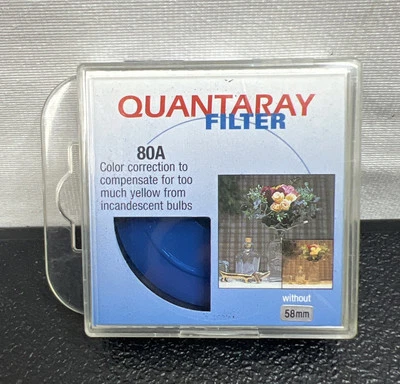 QUANTARAY
FILTER
80A
Color correction to
compensate for too
much yellow from
incandescent bulbs
without
58mm